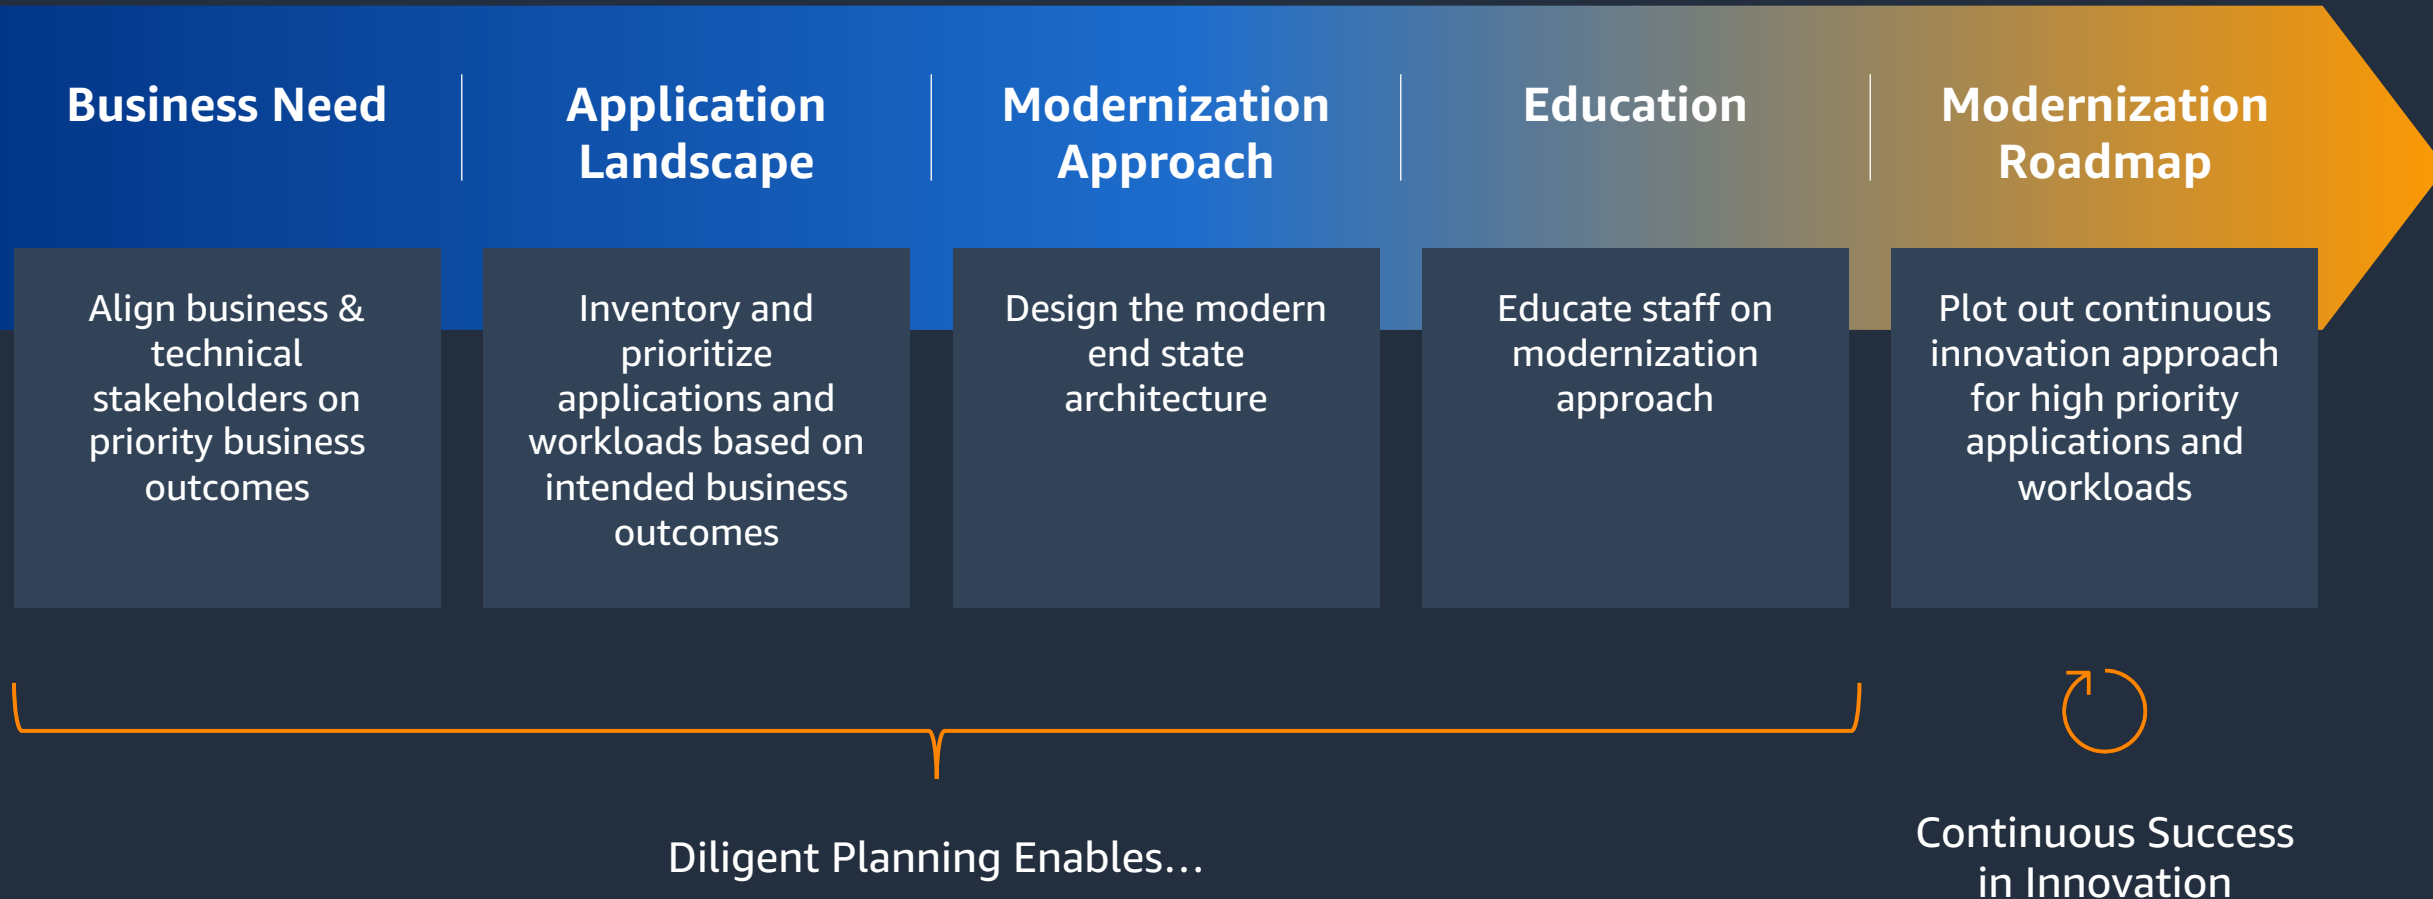 Business Need
Application
Landscape
Modernization
Approach
Education
Modernization
Roadmap
Align business &
technical
stakeholders on
priority business
outcomes
Inventory and
prioritize
applications and
workloads based on
intended business
outcomes
Design the modern
end state
architecture
Educate staff on
modernization
approach
Plot out continuous
innovation approach
for high priority
applications and
workloads
Diligent Planning Enables…
Continuous Success
in Innovation